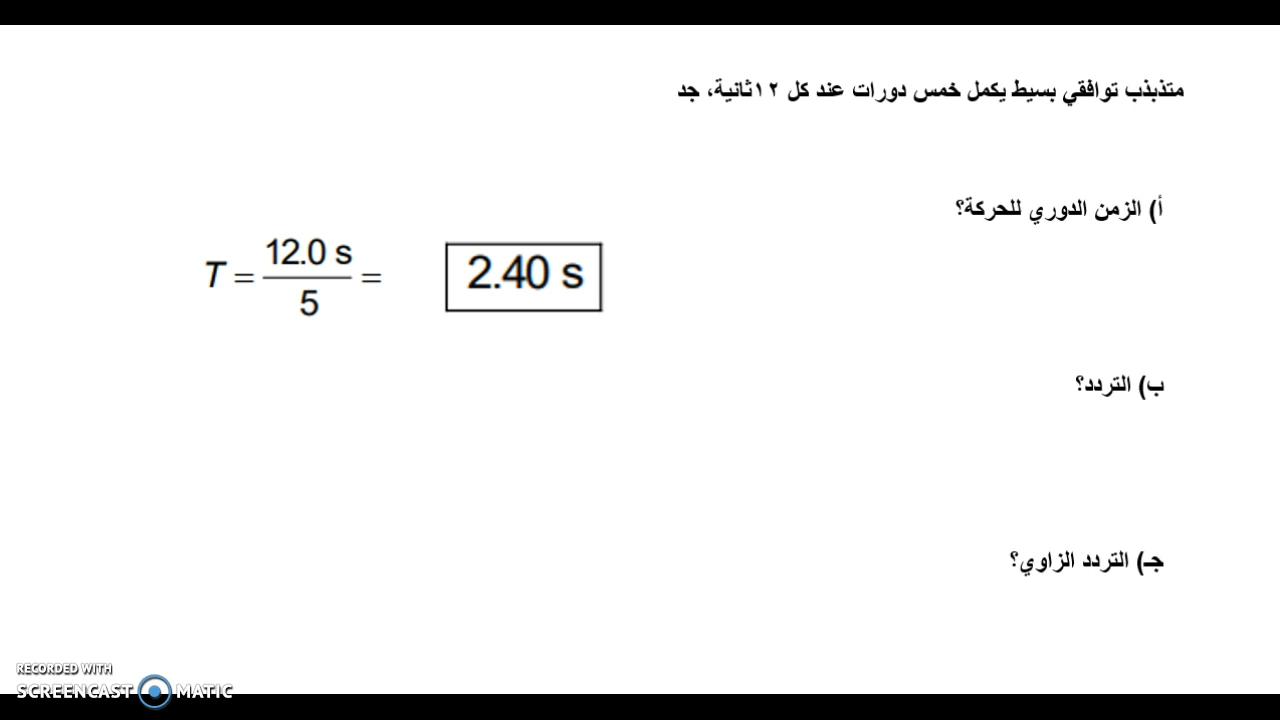 متذبذب توافقي بسيط يكمل خمس دورات عند كل ١٢ثانية، جد
أ) الزمن الدوري للحركة؟
T = 12.0 s / 5 = 2.40 s
ب) التردد؟
جـ) التردد الزاوي؟
RECORDED WITH
SCREENCAST MATIC